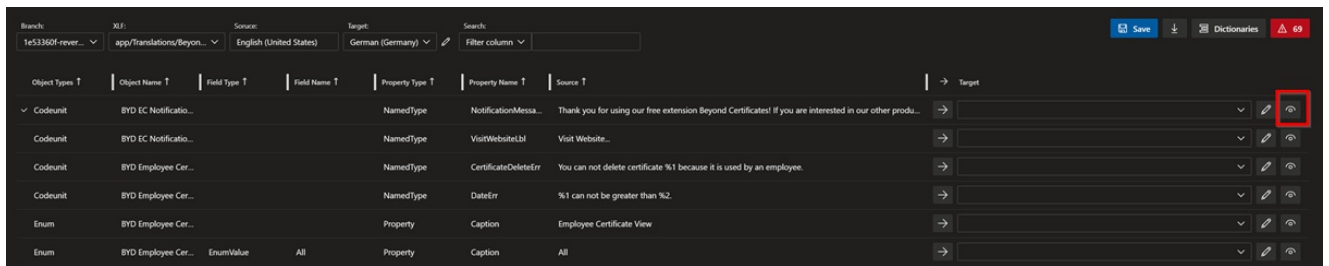 Branch: XLF: Soruce: Target: Search:
1e53360f-rever... app/Translations/Beyon... English (United States) German (Germany) Filter column Save Dictionaries 69
Object Types ↑ Object Name ↑ Field Type ↑ Field Name ↑ Property Type ↑ Property Name ↑ Source ↑ → Target
Codeunit BYD EC Notificatio... NamedType NotificationMessa... Thank you for using our free extension Beyond Certificates! If you are interested in our other produ... →
Codeunit BYD EC Notificatio... NamedType VisitWebsiteLbl Visit Website... →
Codeunit BYD Employee Cer... NamedType CertificateDeleteErr You can not delete certificate %1 because it is used by an employee. →
Codeunit BYD Employee Cer... NamedType DateErr %1 can not be greater than %2. →
Enum BYD Employee Cer... Property Caption Employee Certificate View →
Enum BYD Employee Cer... EnumValue All Property Caption All →